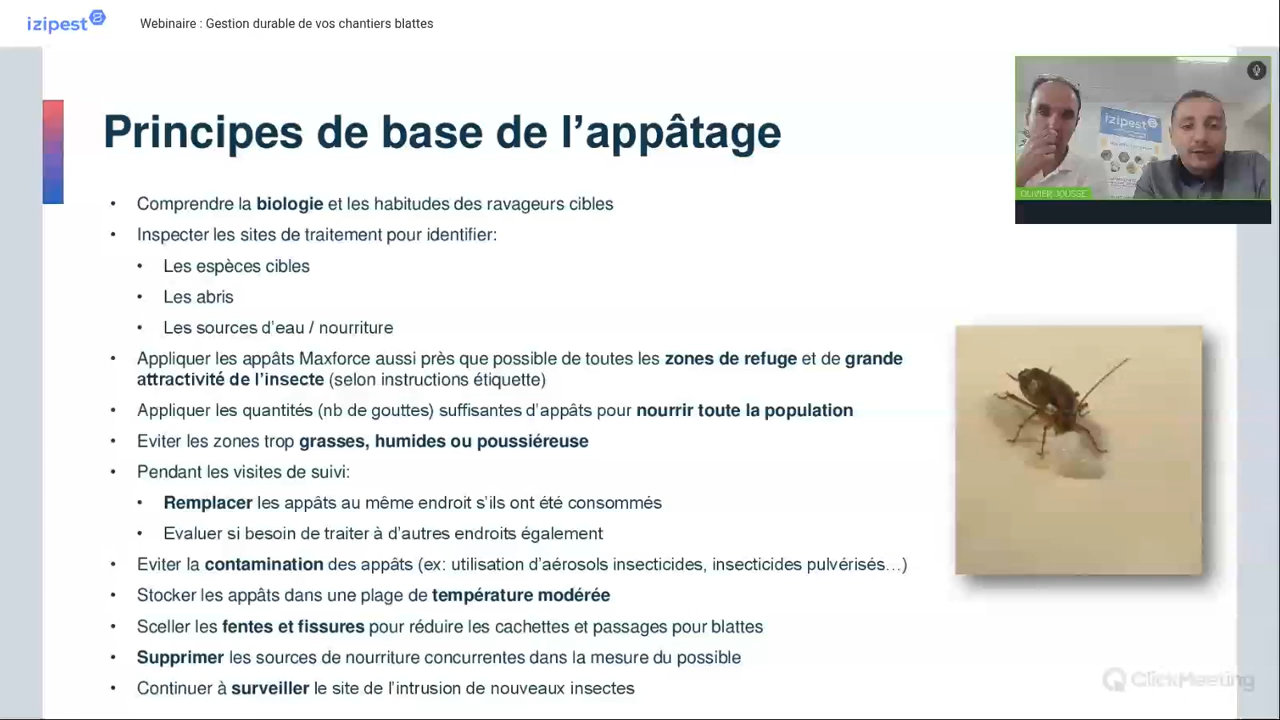 izipest
Webinaire : Gestion durable de vos chantiers blattes
izipest
OLIVIER JOUSSE
Principes de base de l’appâtage
• Comprendre la biologie et les habitudes des ravageurs cibles
• Inspecter les sites de traitement pour identifier:
• Les espèces cibles
• Les abris
• Les sources d’eau / nourriture
• Appliquer les appâts Maxforce aussi près que possible de toutes les zones de refuge et de grande
attractivité de l’insecte (selon instructions étiquette)
• Appliquer les quantités (nb de gouttes) suffisantes d’appâts pour nourrir toute la population
• Eviter les zones trop grasses, humides ou poussiéreuse
• Pendant les visites de suivi:
• Remplacer les appâts au même endroit s’ils ont été consommés
• Evaluer si besoin de traiter à d’autres endroits également
• Eviter la contamination des appâts (ex: utilisation d’aérosols insecticides, insecticides pulvérisés…)
• Stocker les appâts dans une plage de température modérée
• Sceller les fentes et fissures pour réduire les cachettes et passages pour blattes
• Supprimer les sources de nourriture concurrentes dans la mesure du possible
• Continuer à surveiller le site de l’intrusion de nouveaux insectes
ClickMeeting